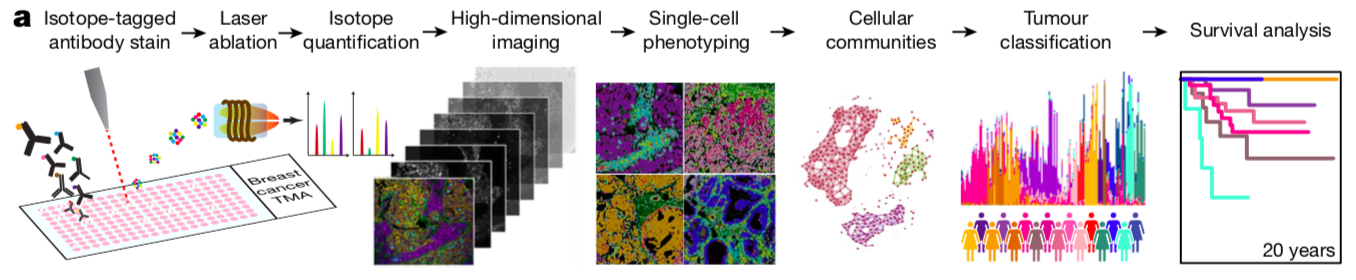 a
Isotope-tagged
antibody stain
Laser
ablation
Isotope
quantification
High-dimensional
imaging
Single-cell
phenotyping
Cellular
communities
Tumour
classification
Survival analysis
Breast
cancer
TMA
20 years